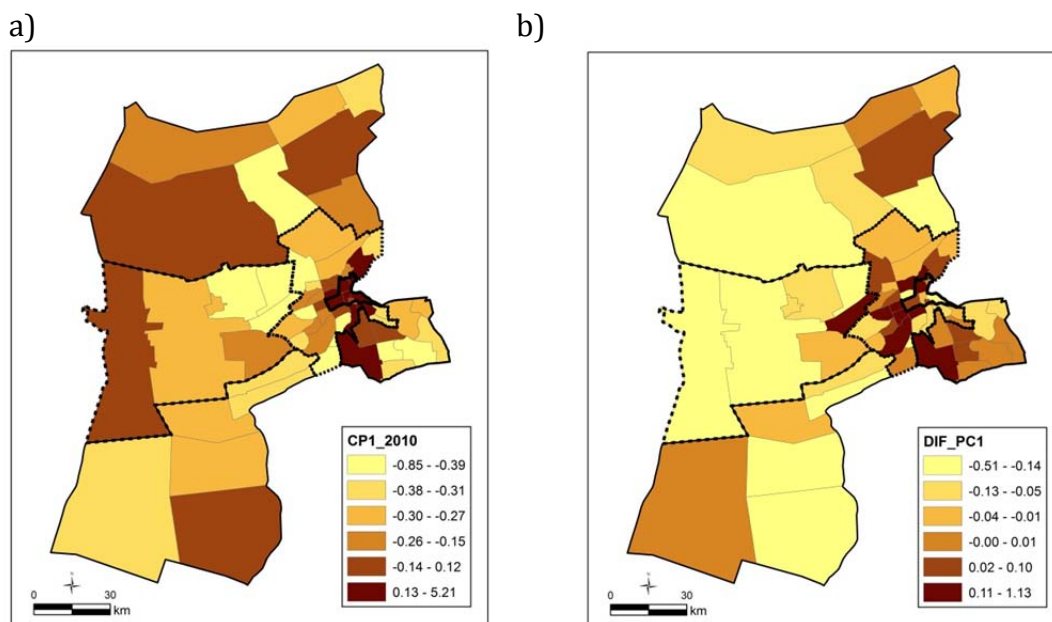 a)
CP1_2010
-0.85 - -0.39
-0.38 - -0.31
-0.30 - -0.27
-0.26 - -0.15
-0.14 - 0.12
0.13 - 5.21
0
30
km
b)
DIF_PC1
-0.51 - -0.14
-0.13 - -0.05
-0.04 - -0.01
-0.00 - 0.01
0.02 - 0.10
0.11 - 1.13
0
30
km